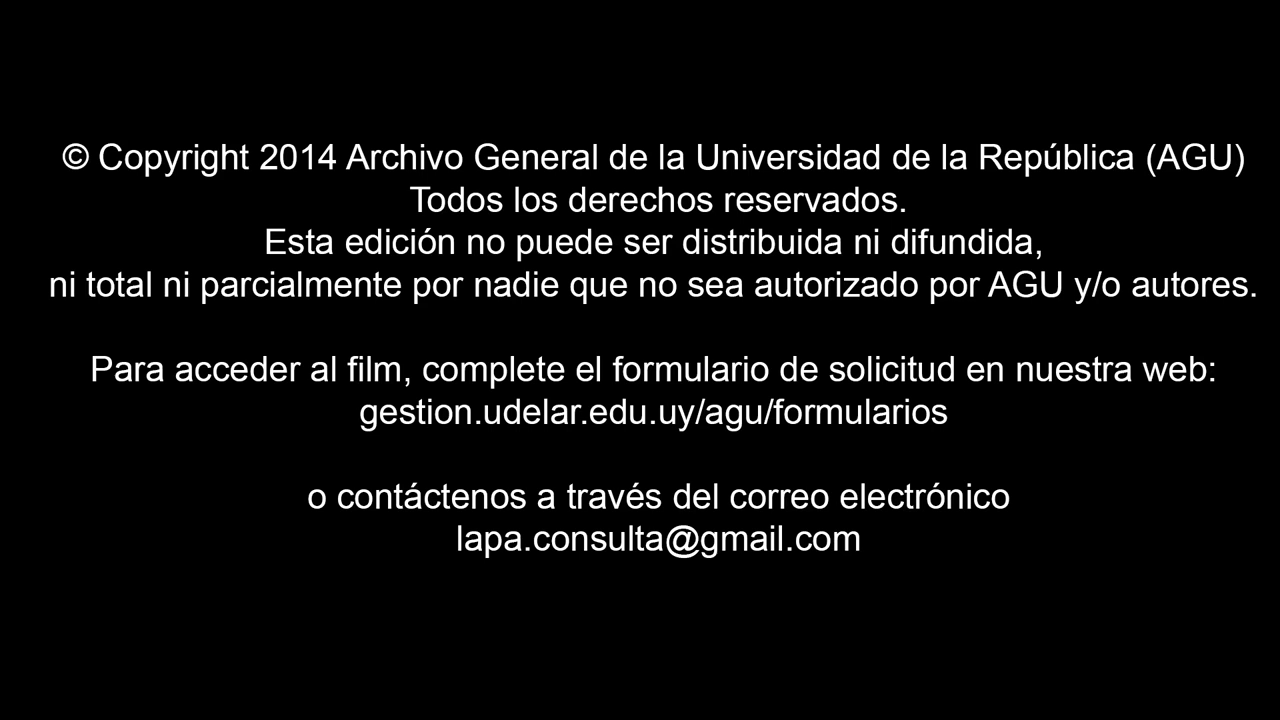 © Copyright 2014 Archivo General de la Universidad de la República (AGU)
Todos los derechos reservados.
Esta edición no puede ser distribuida ni difundida,
ni total ni parcialmente por nadie que no sea autorizado por AGU y/o autores.
Para acceder al film, complete el formulario de solicitud en nuestra web:
gestion.udelar.edu.uy/agu/formularios
o contáctenos a través del correo electrónico
lapa.consulta@gmail.com